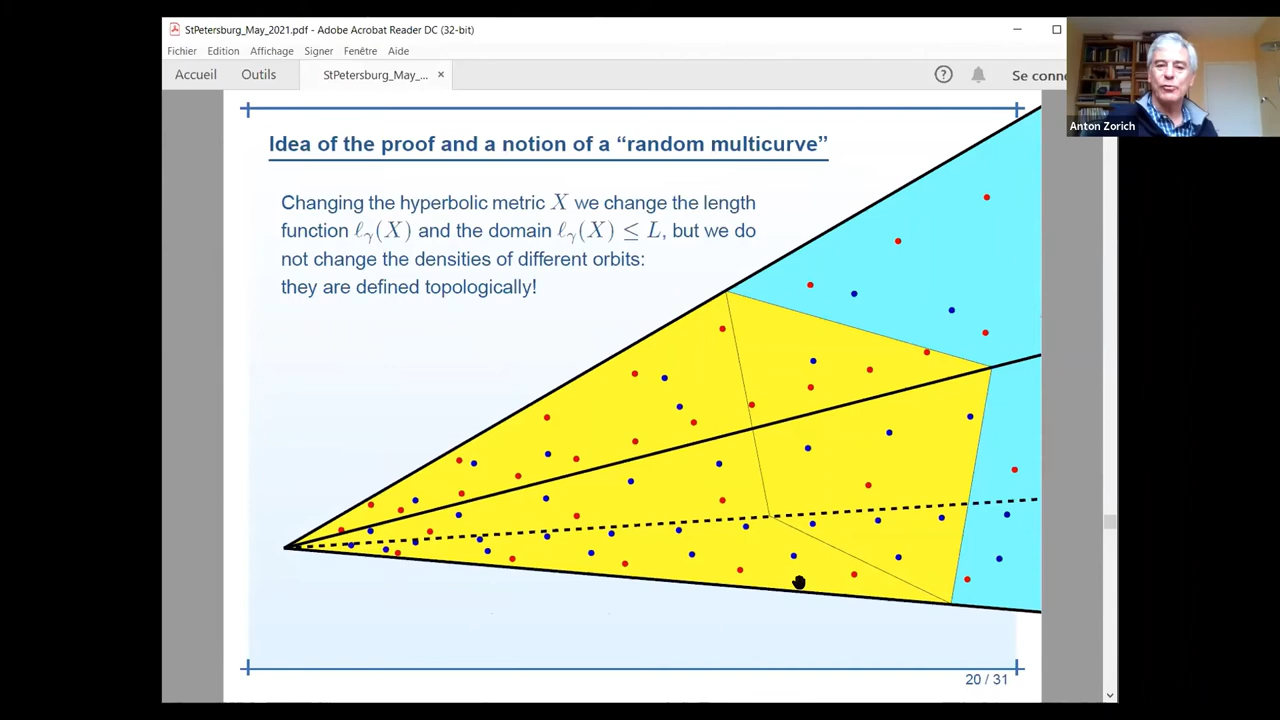 StPetersburg_May_2021.pdf - Adobe Acrobat Reader DC (32-bit)
Fichier Edition Affichage Signer Fenêtre Aide
Accueil Outils StPetersburg_May_... × ? Se conne
Anton Zorich
Idea of the proof and a notion of a “random multicurve”
Changing the hyperbolic metric X we change the length
function ℓγ(X) and the domain ℓγ(X) ≤ L, but we do
not change the densities of different orbits:
they are defined topologically!
20 / 31